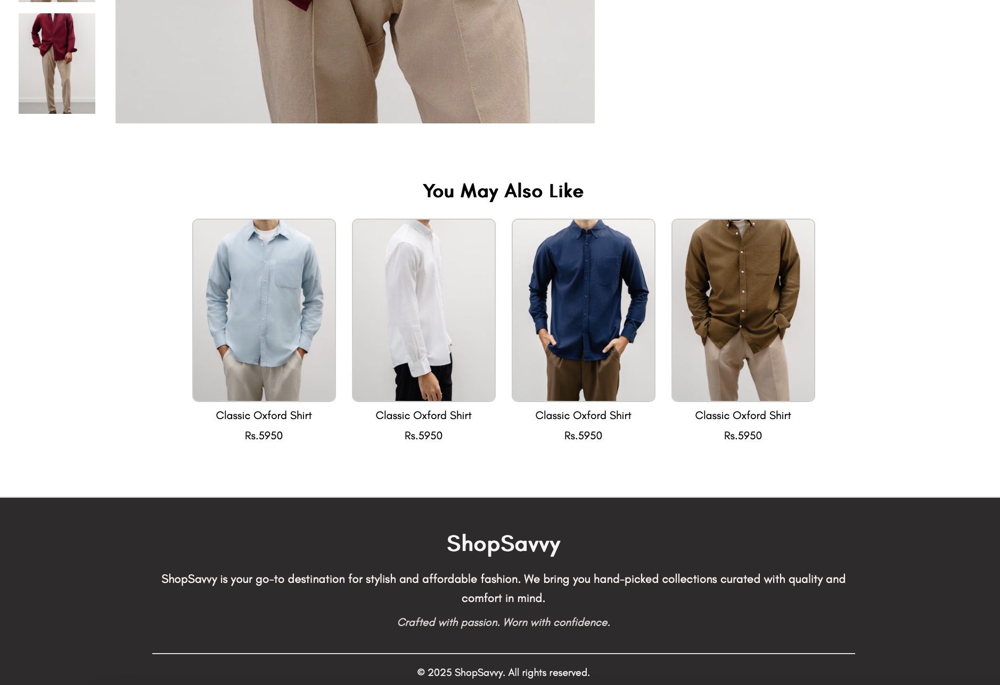 You May Also Like
Classic Oxford Shirt
Rs.5950
Classic Oxford Shirt
Rs.5950
Classic Oxford Shirt
Rs.5950
Classic Oxford Shirt
Rs.5950
ShopSavvy
ShopSavvy is your go-to destination for stylish and affordable fashion. We bring you hand-picked collections curated with quality and
comfort in mind.
Crafted with passion. Worn with confidence.
© 2025 ShopSavvy. All rights reserved.